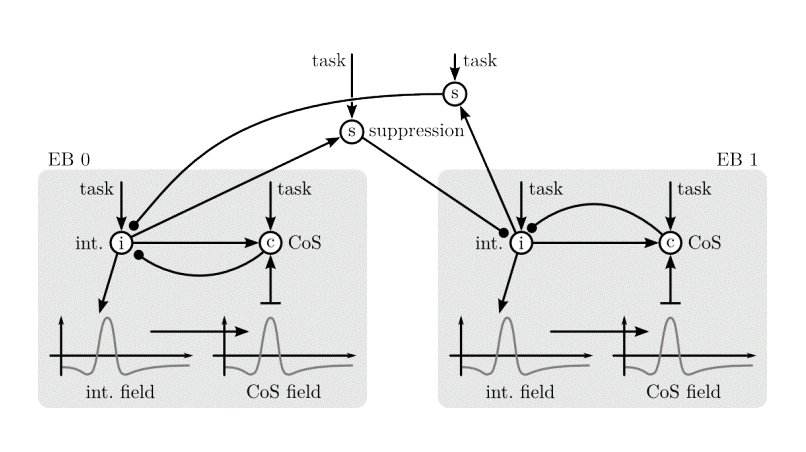 task
task
s
s
suppression
EB 0
EB 1
task
task
task
task
int.
i
c
CoS
int.
i
c
CoS
int. field
CoS field
int. field
CoS field